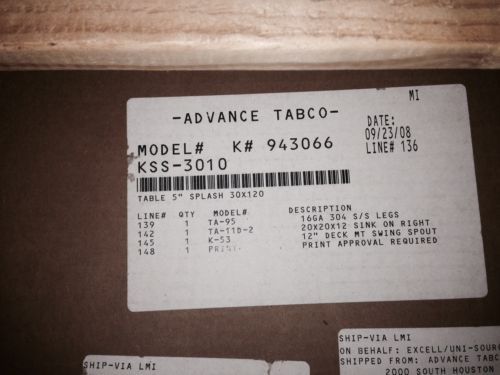 MI
-ADVANCE TABCO-
DATE:
09/23/08
MODEL# K# 943066
LINE# 136
KSS-3010
TABLE 5" SPLASH 30X120
LINE# QTY MODEL# DESCRIPTION
139 1 TA-95 16GA 304 S/S LEGS
142 1 TA-11D-2 20X20X12 SINK ON RIGHT
145 1 K-53 12" DECK MT SWING SPOUT
148 1 PRINT PRINT APPROVAL REQUIRED
SHIP-VIA LMI
SHIP-VIA LMI
ON BEHALF: EXCELL/UNI-SOUR
SHIPPED FROM: ADVANCE TABC
2000 SOUTH HOUSTON